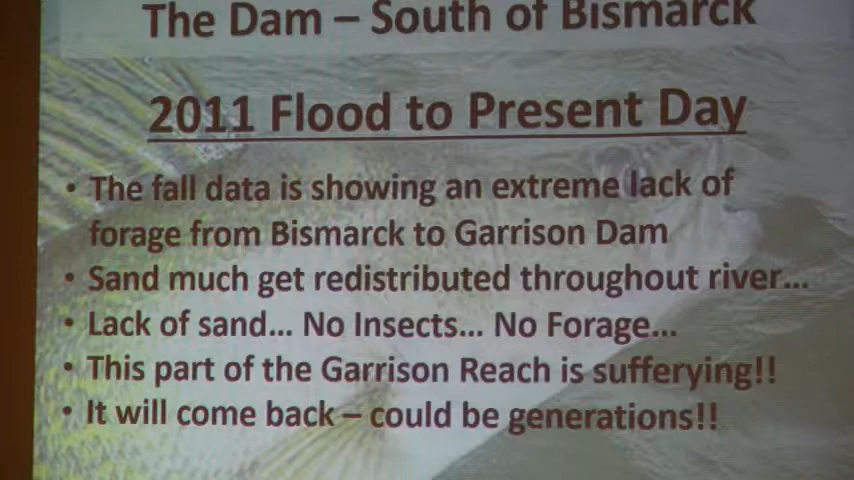 The Dam – South of Bismarck
2011 Flood to Present Day
• The fall data is showing an extreme lack of
forage from Bismarck to Garrison Dam
• Sand much get redistributed throughout river...
• Lack of sand... No Insects... No Forage...
• This part of the Garrison Reach is sufferying!!
• It will come back – could be generations!!